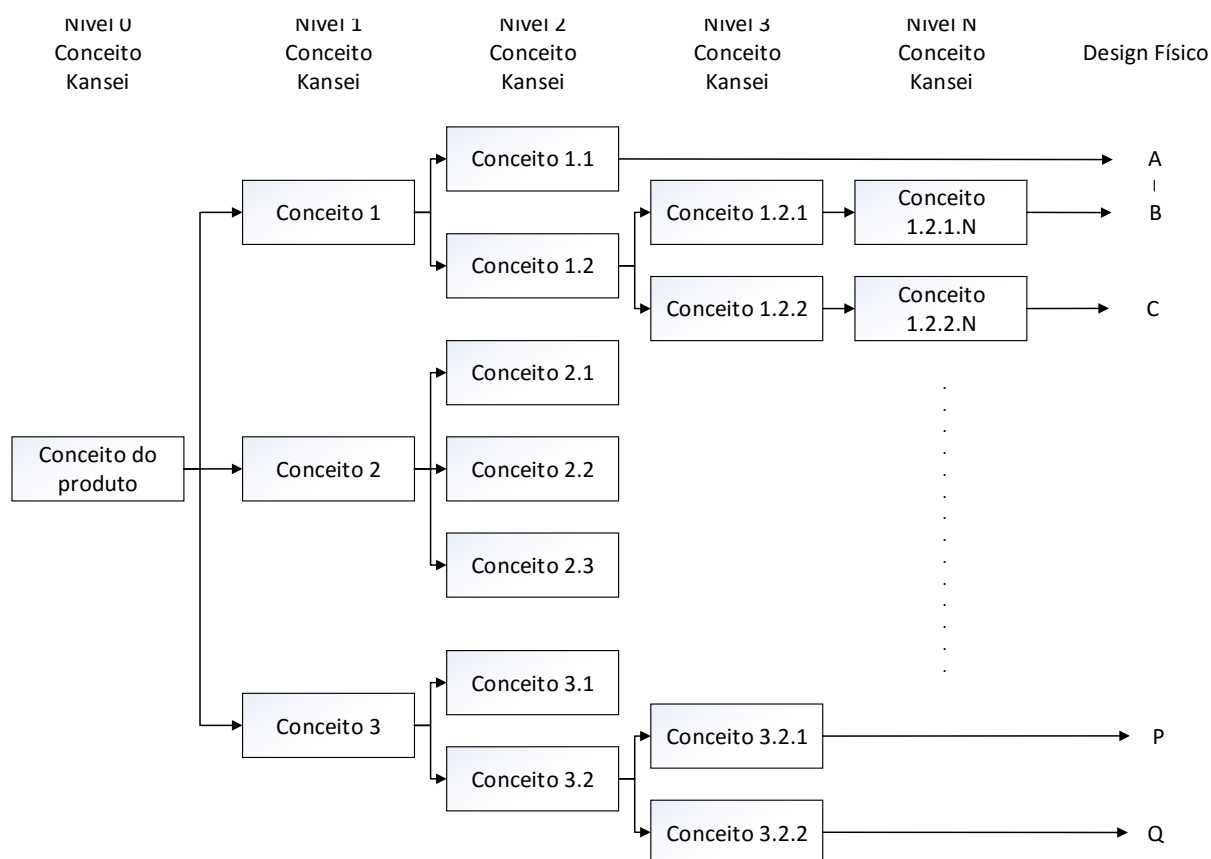 Nível 0
Conceito
Kansei
Nível 1
Conceito
Kansei
Nível 2
Conceito
Kansei
Nível 3
Conceito
Kansei
Nível N
Conceito
Kansei
Design Físico
Conceito 1.1
A
Conceito 1
Conceito 1.2.1
Conceito
1.2.1.N
B
Conceito 1.2
Conceito 1.2.2
Conceito
1.2.2.N
C
Conceito 2.1
Conceito do
produto
Conceito 2
Conceito 2.2
Conceito 2.3
Conceito 3.1
Conceito 3
Conceito 3.2.1
P
Conceito 3.2
Conceito 3.2.2
Q